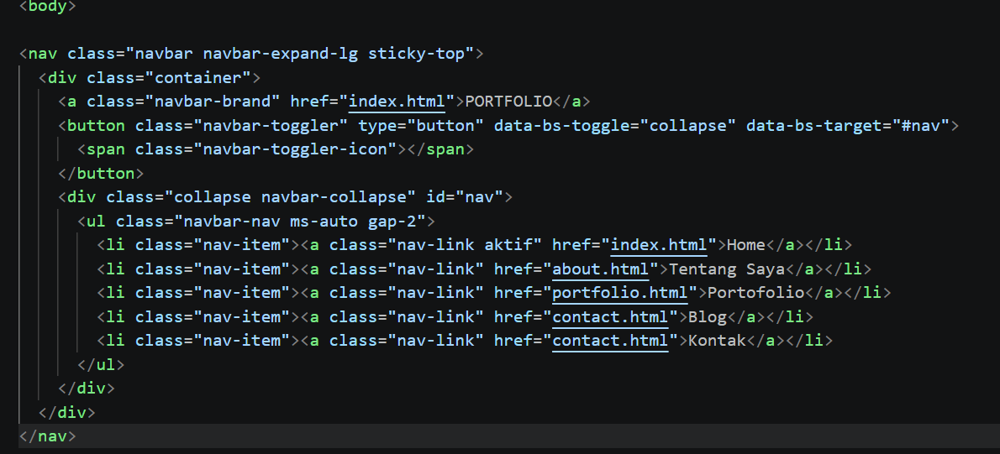 <body>
<nav class="navbar navbar-expand-lg sticky-top">
<div class="container">
<a class="navbar-brand" href="index.html">PORTFOLIO</a>
<button class="navbar-toggler" type="button" data-bs-toggle="collapse" data-bs-target="#nav">
<span class="navbar-toggler-icon"></span>
</button>
<div class="collapse navbar-collapse" id="nav">
<ul class="navbar-nav ms-auto gap-2">
<li class="nav-item"><a class="nav-link aktif" href="index.html">Home</a></li>
<li class="nav-item"><a class="nav-link" href="about.html">Tentang Saya</a></li>
<li class="nav-item"><a class="nav-link" href="portfolio.html">Portofolio</a></li>
<li class="nav-item"><a class="nav-link" href="contact.html">Blog</a></li>
<li class="nav-item"><a class="nav-link" href="contact.html">Kontak</a></li>
</ul>
</div>
</div>
</nav>